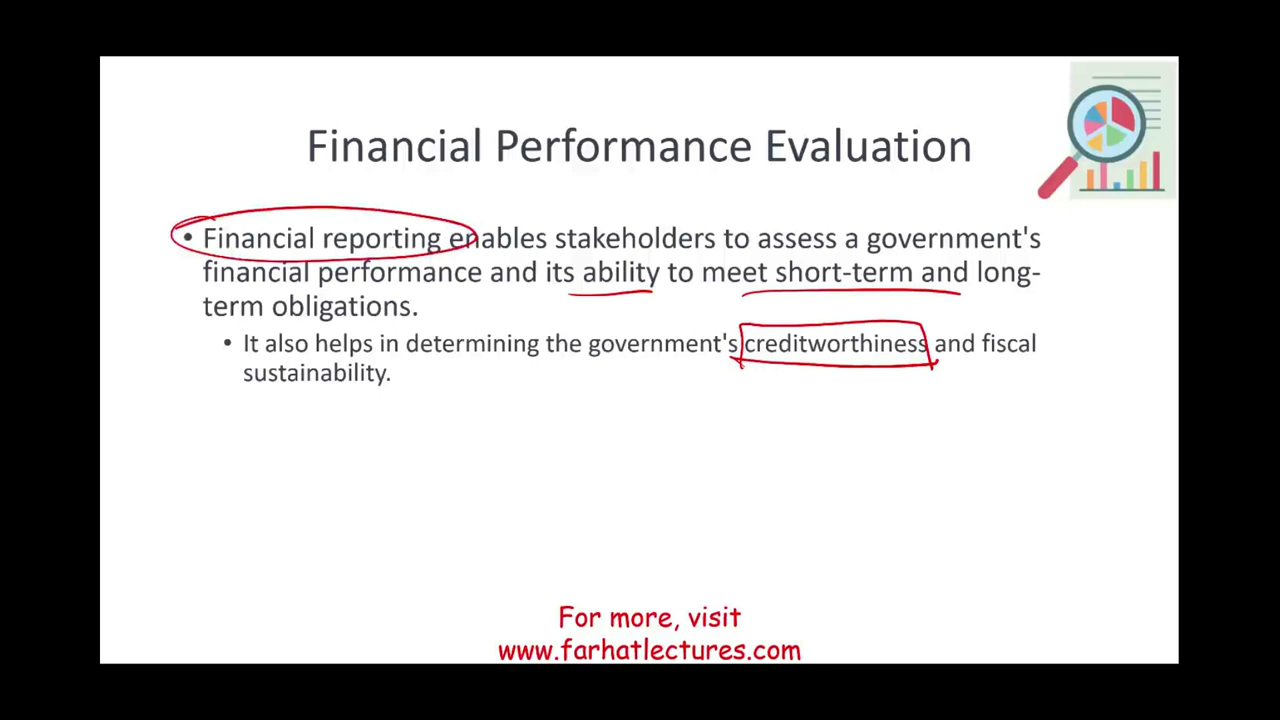 Financial Performance Evaluation
• Financial reporting enables stakeholders to assess a government's
financial performance and its ability to meet short-term and long-
term obligations.
• It also helps in determining the government's creditworthiness and fiscal
sustainability.
For more, visit
www.farhatlectures.com